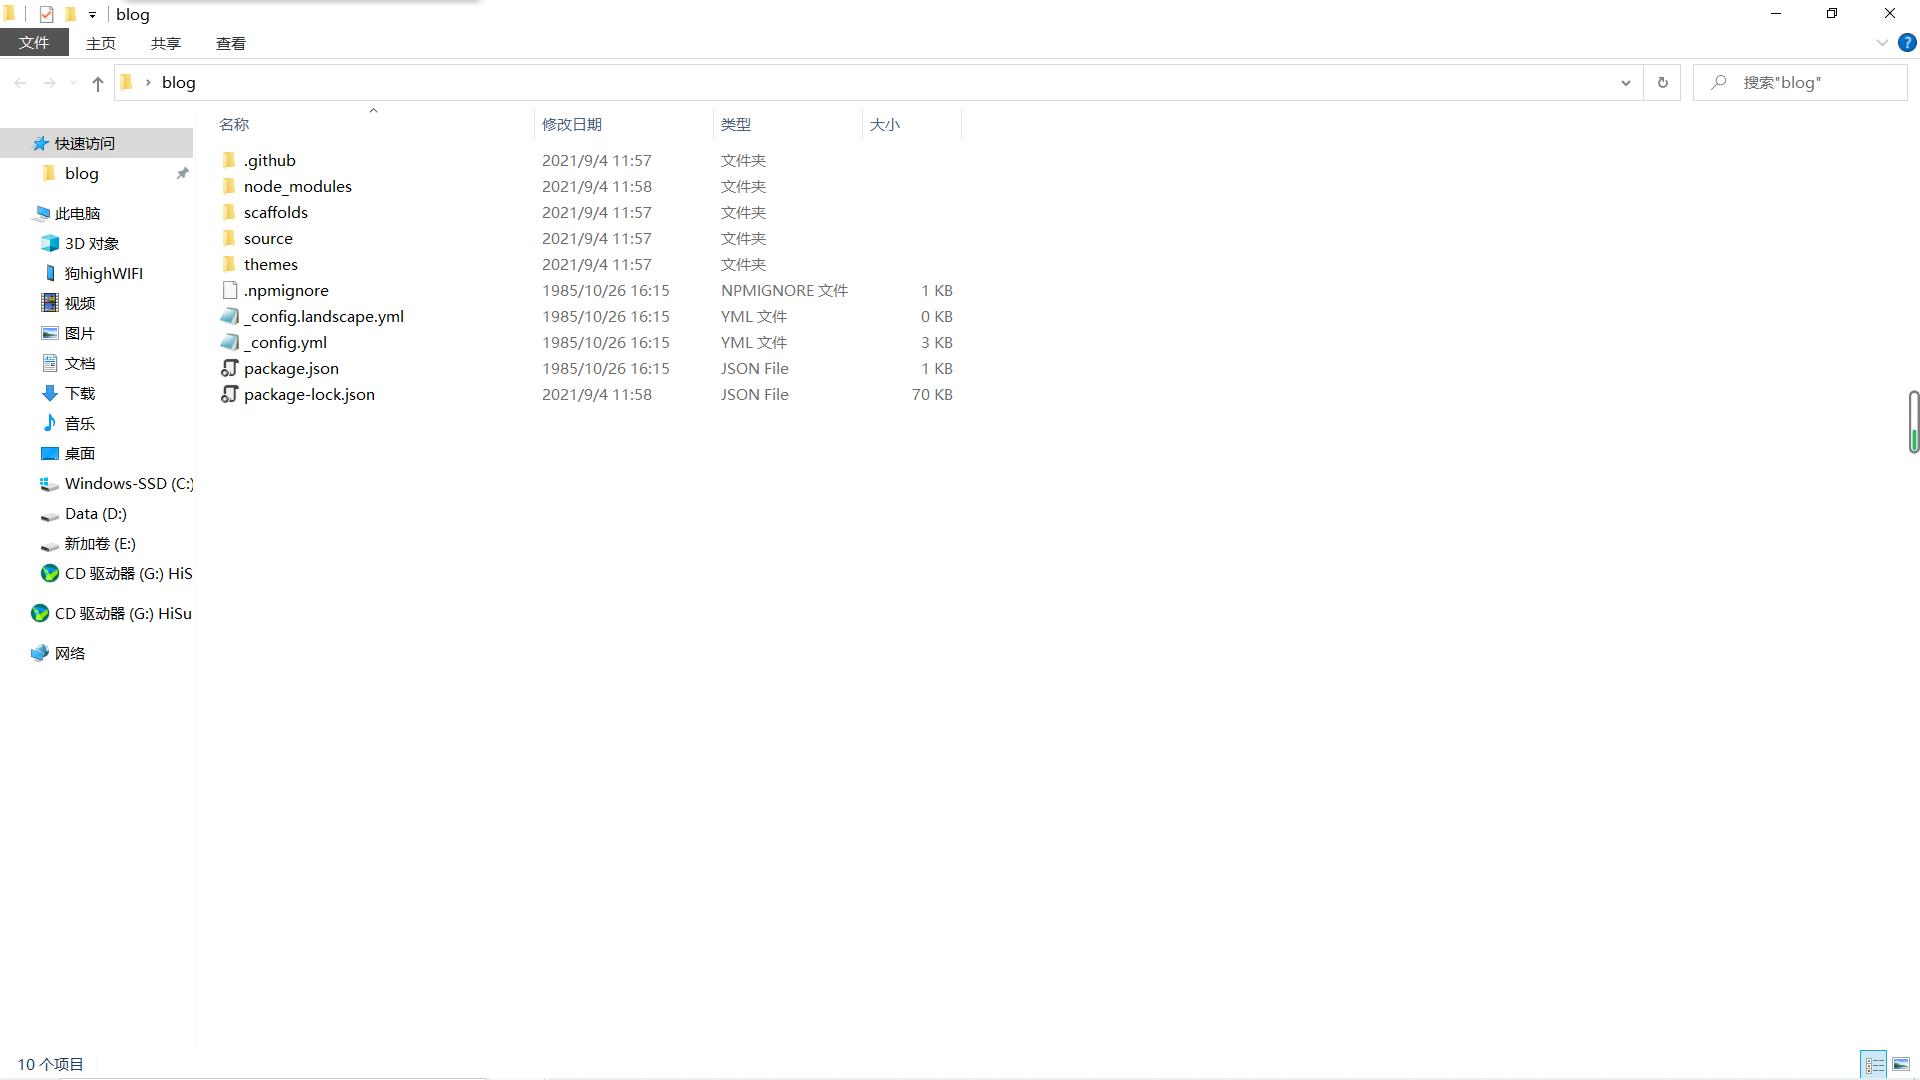 blog
文件 主页 共享 查看
blog 搜索"blog"
名称 修改日期 类型 大小
快速访问
blog
此电脑
3D 对象
狗highWIFI
视频
图片
文档
下载
音乐
桌面
Windows-SSD (C:)
Data (D:)
新加卷 (E:)
CD 驱动器 (G:) HiS
CD 驱动器 (G:) HiSu
网络
.github 2021/9/4 11:57 文件夹
node_modules 2021/9/4 11:58 文件夹
scaffolds 2021/9/4 11:57 文件夹
source 2021/9/4 11:57 文件夹
themes 2021/9/4 11:57 文件夹
.npmignore 1985/10/26 16:15 NPMIGNORE 文件 1 KB
_config.landscape.yml 1985/10/26 16:15 YML 文件 0 KB
_config.yml 1985/10/26 16:15 YML 文件 3 KB
package.json 1985/10/26 16:15 JSON File 1 KB
package-lock.json 2021/9/4 11:58 JSON File 70 KB
10 个项目